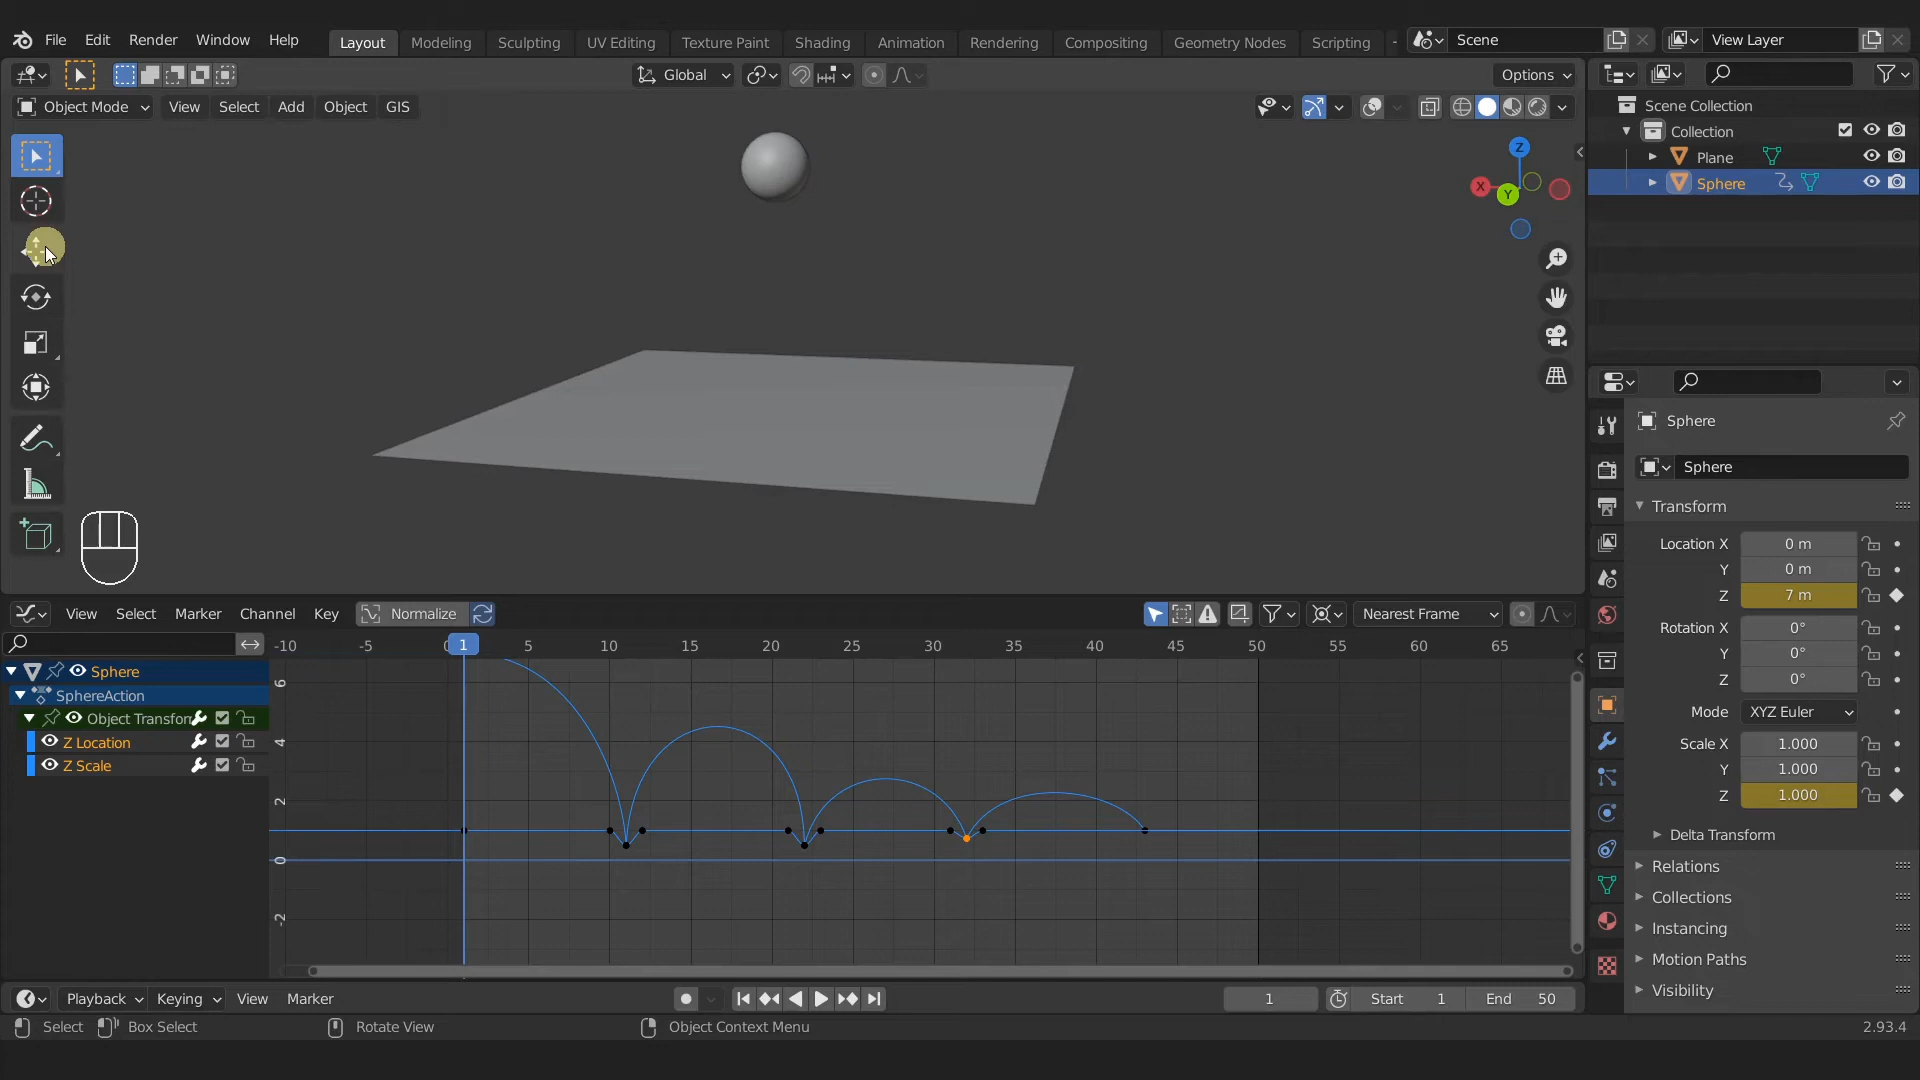 File Edit Render Window Help Layout Modeling Sculpting UV Editing Texture Paint Shading Animation Rendering Compositing Geometry Nodes Scripting Scene View Layer
Global Options
Object Mode View Select Add Object GIS
Scene Collection
Collection
Plane
Sphere
Z
X
Y
Sphere
Sphere
Transform
Location X 0 m
Y 0 m
Z 7 m
Rotation X 0°
Y 0°
Z 0°
Mode XYZ Euler
Scale X 1.000
Y 1.000
Z 1.000
Delta Transform
Relations
Collections
Instancing
Motion Paths
Visibility
View Select Marker Channel Key Normalize Nearest Frame
-10 -5 0 1 5 10 15 20 25 30 35 40 45 50 55 60 65
Sphere
SphereAction
Object Transfor
Z Location
Z Scale
6
4
2
0
-2
Playback Keying View Marker 1 Start 1 End 50
Select Box Select Rotate View Object Context Menu 2.93.4